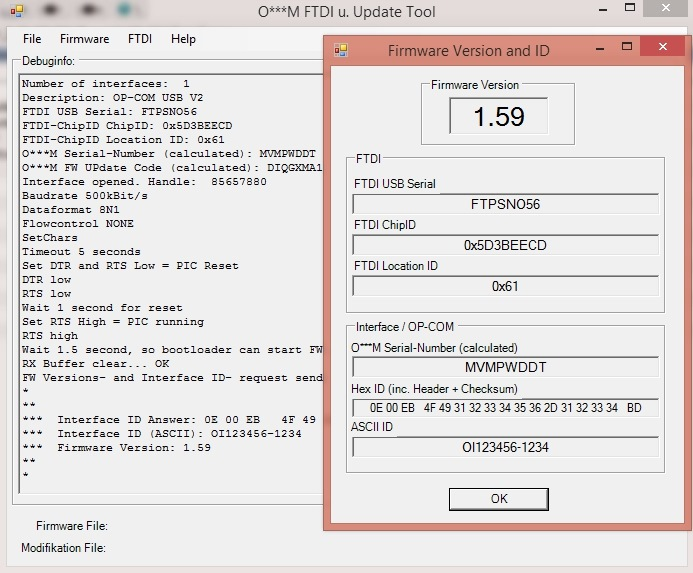 O***M FTDI u. Update Tool
File Firmware FTDI Help
Debuginfo:
Number of interfaces: 1
Description: OP-COM USB V2
FTDI USB Serial: FTPSNO56
FTDI-ChipID ChipID: 0x5D3BEECD
FTDI-ChipID Location ID: 0x61
O***M Serial-Number (calculated): MVMPWDDT
O***M FW UPdate Code (calculated): DIQGXMA1
Interface opened. Handle: 85657880
Baudrate 500kBit/s
Dataformat 8N1
Flowcontrol NONE
SetChars
Timeout 5 seconds
Set DTR and RTS Low = PIC Reset
DTR low
RTS low
Wait 1 second for reset
Set RTS High = PIC running
RTS high
Wait 1.5 second, so bootloader can start FW
RX Buffer clear... OK
FW Versions- and Interface ID- request send
*
**
*** Interface ID Answer: 0E 00 EB 4F 49
*** Interface ID (ASCII): OI123456-1234
*** Firmware Version: 1.59
**
*
Firmware File:
Modifikation File:
Firmware Version and ID
Firmware Version
1.59
FTDI
FTDI USB Serial
FTPSNO56
FTDI ChipID
0x5D3BEECD
FTDI Location ID
0x61
Interface / OP-COM
O***M Serial-Number (calculated)
MVMPWDDT
Hex ID (inc. Header + Checksum)
0E 00 EB 4F 49 31 32 33 34 35 36 2D 31 32 33 34 BD
ASCII ID
OI123456-1234
OK